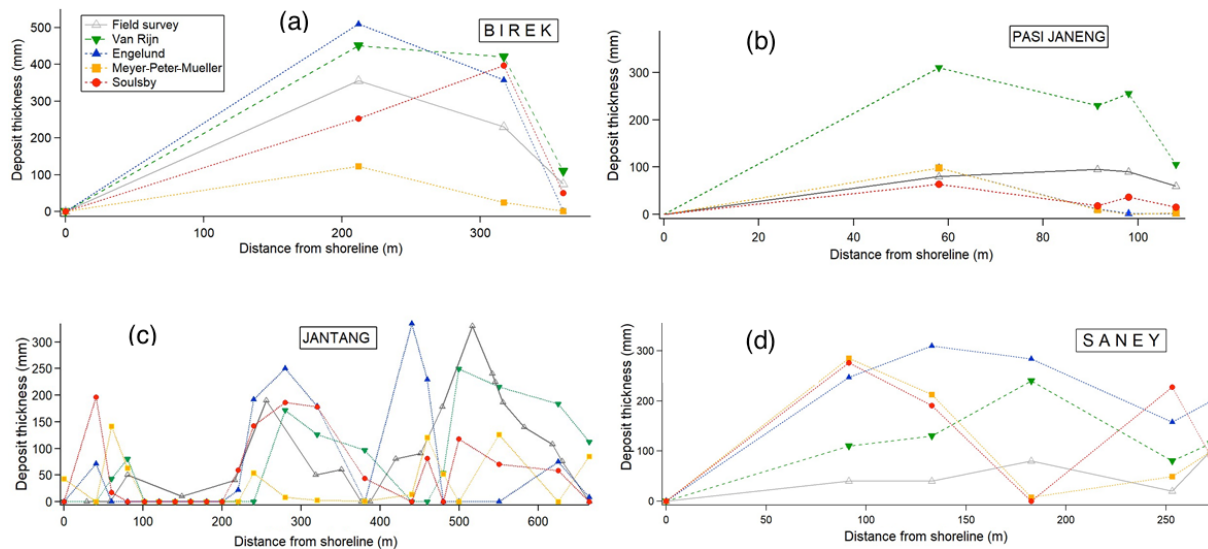 (a)
B I R E K
Field survey
Van Rijn
Engelund
Meyer-Peter-Mueller
Soulsby
Deposit thickness (mm)
500
400
300
200
100
0
0 100 200 300
Distance from shoreline (m)
(b)
PASI JANENG
Deposit thickness (mm)
300
200
100
0
0 20 40 60 80 100
Distance from shoreline (m)
(c)
JANTANG
Deposit thickness (mm)
300
250
200
150
100
50
0
0 100 200 300 400 500 600
Distance from shoreline (m)
(d)
S A N E Y
Deposit thickness (mm)
300
200
100
0
0 50 100 150 200 250
Distance from shoreline (m)